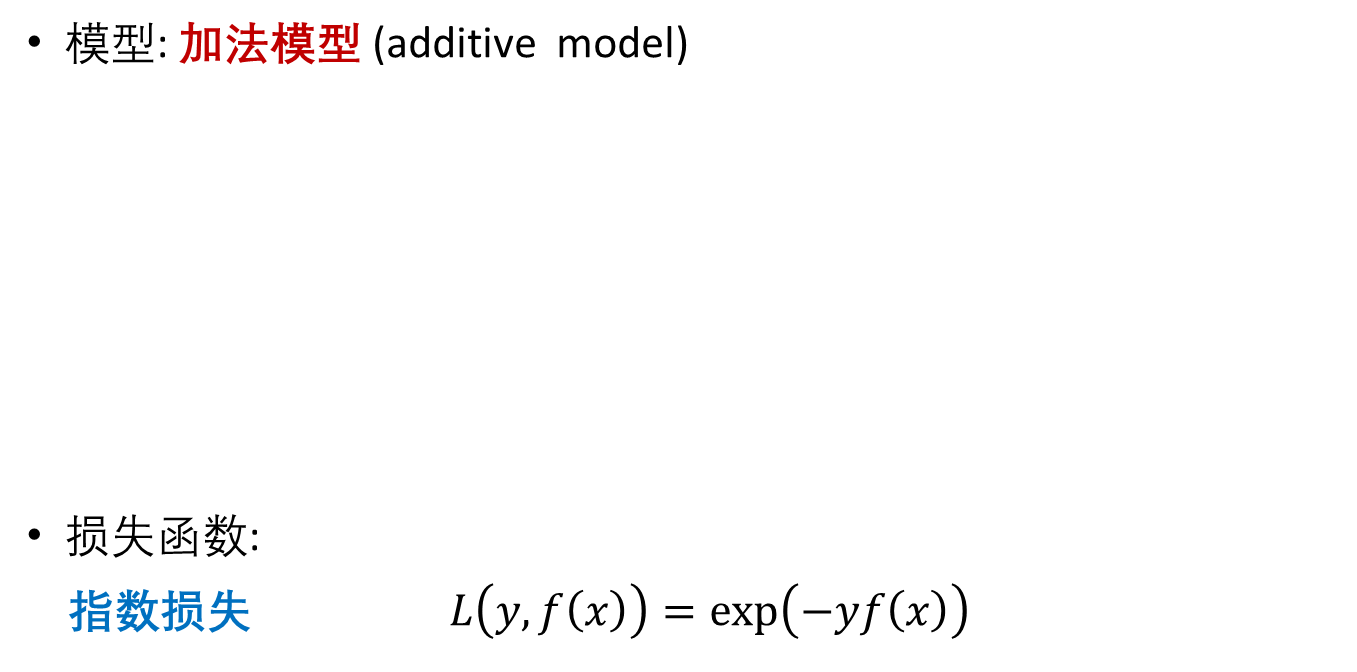 • 模型: 加法模型 (additive model)
• 损失函数:
指数损失 L(y, f(x)) = exp(−yf(x))